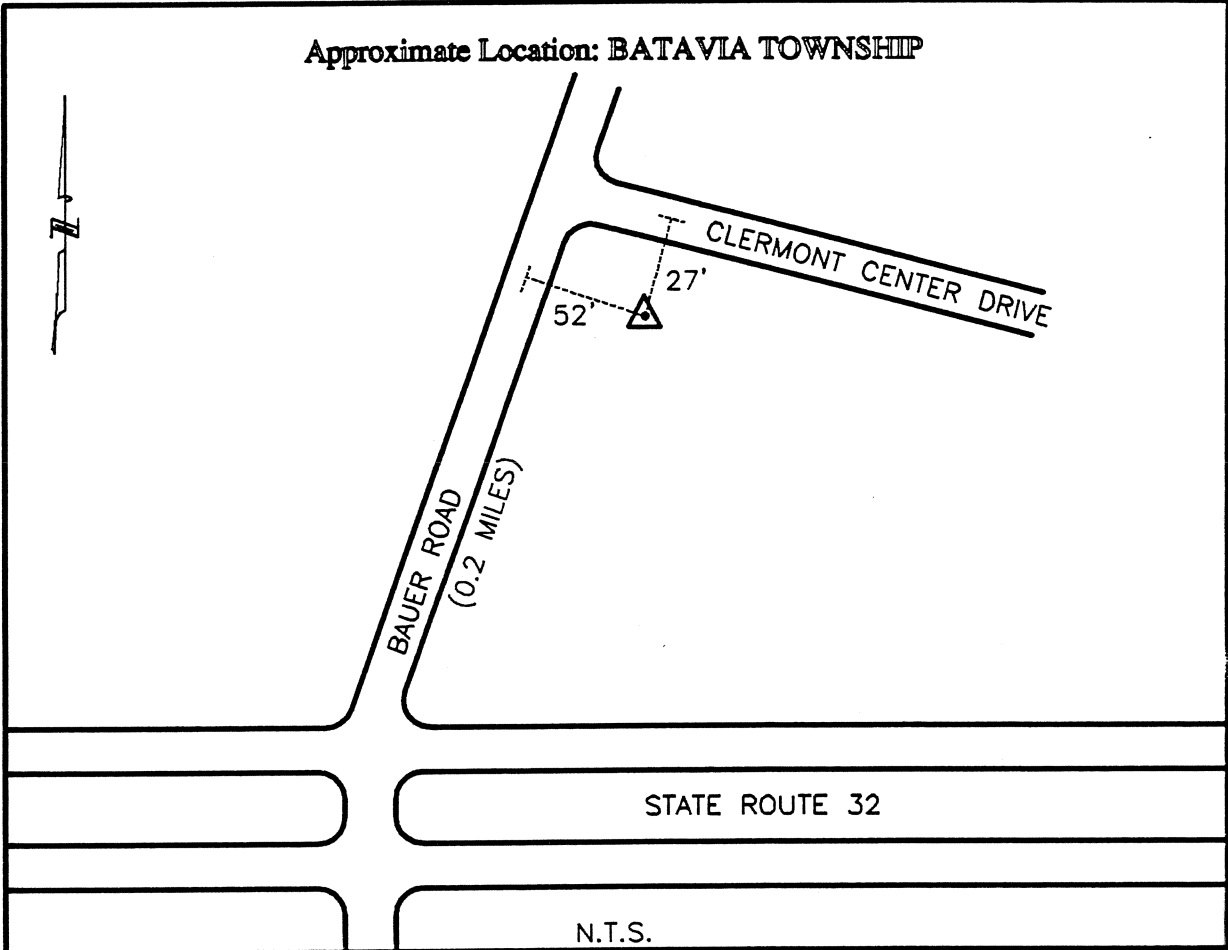 Approximate Location: BATAVIA TOWNSHIP
N
CLERMONT CENTER DRIVE
27'
52'
BAUER ROAD
(0.2 MILES)
STATE ROUTE 32
N.T.S.